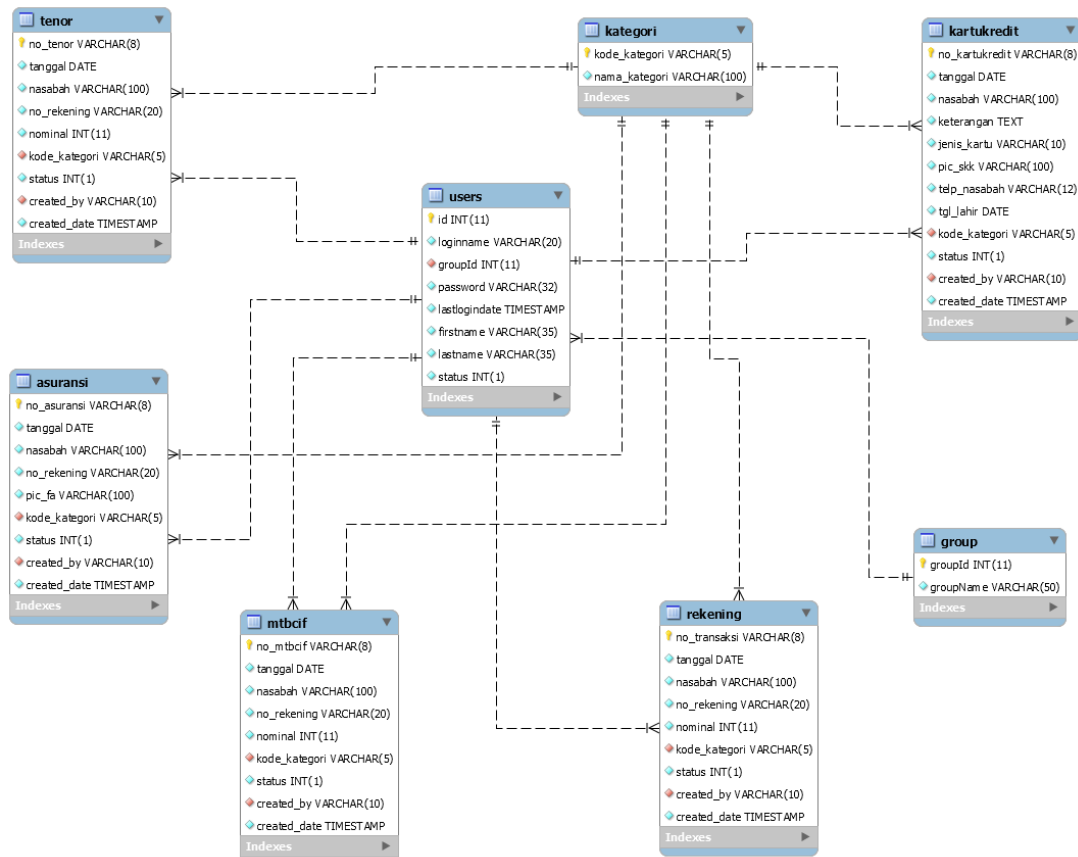 tenor
no_tenor VARCHAR(8)
tanggal DATE
nasabah VARCHAR(100)
no_rekening VARCHAR(20)
nominal INT(11)
kode_kategori VARCHAR(5)
status INT(1)
created_by VARCHAR(10)
created_date TIMESTAMP
Indexes
kategori
kode_kategori VARCHAR(5)
nama_kategori VARCHAR(100)
Indexes
kartukredit
no_kartukredit VARCHAR(8)
tanggal DATE
nasabah VARCHAR(100)
keterangan TEXT
jenis_kartu VARCHAR(10)
pic_skk VARCHAR(100)
telp_nasabah VARCHAR(12)
tgl_lahir DATE
kode_kategori VARCHAR(5)
status INT(1)
created_by VARCHAR(10)
created_date TIMESTAMP
Indexes
users
id INT(11)
loginname VARCHAR(20)
groupId INT(11)
password VARCHAR(32)
lastlogindate TIMESTAMP
firstname VARCHAR(35)
lastname VARCHAR(35)
status INT(1)
Indexes
asuransi
no_asuransi VARCHAR(8)
tanggal DATE
nasabah VARCHAR(100)
no_rekening VARCHAR(20)
pic_fa VARCHAR(100)
kode_kategori VARCHAR(5)
status INT(1)
created_by VARCHAR(10)
created_date TIMESTAMP
Indexes
group
groupId INT(11)
groupName VARCHAR(50)
Indexes
mtbcif
no_mtbcif VARCHAR(8)
tanggal DATE
nasabah VARCHAR(100)
no_rekening VARCHAR(20)
nominal INT(11)
kode_kategori VARCHAR(5)
status INT(1)
created_by VARCHAR(10)
created_date TIMESTAMP
Indexes
rekening
no_transaksi VARCHAR(8)
tanggal DATE
nasabah VARCHAR(100)
no_rekening VARCHAR(20)
nominal INT(11)
kode_kategori VARCHAR(5)
status INT(1)
created_by VARCHAR(10)
created_date TIMESTAMP
Indexes